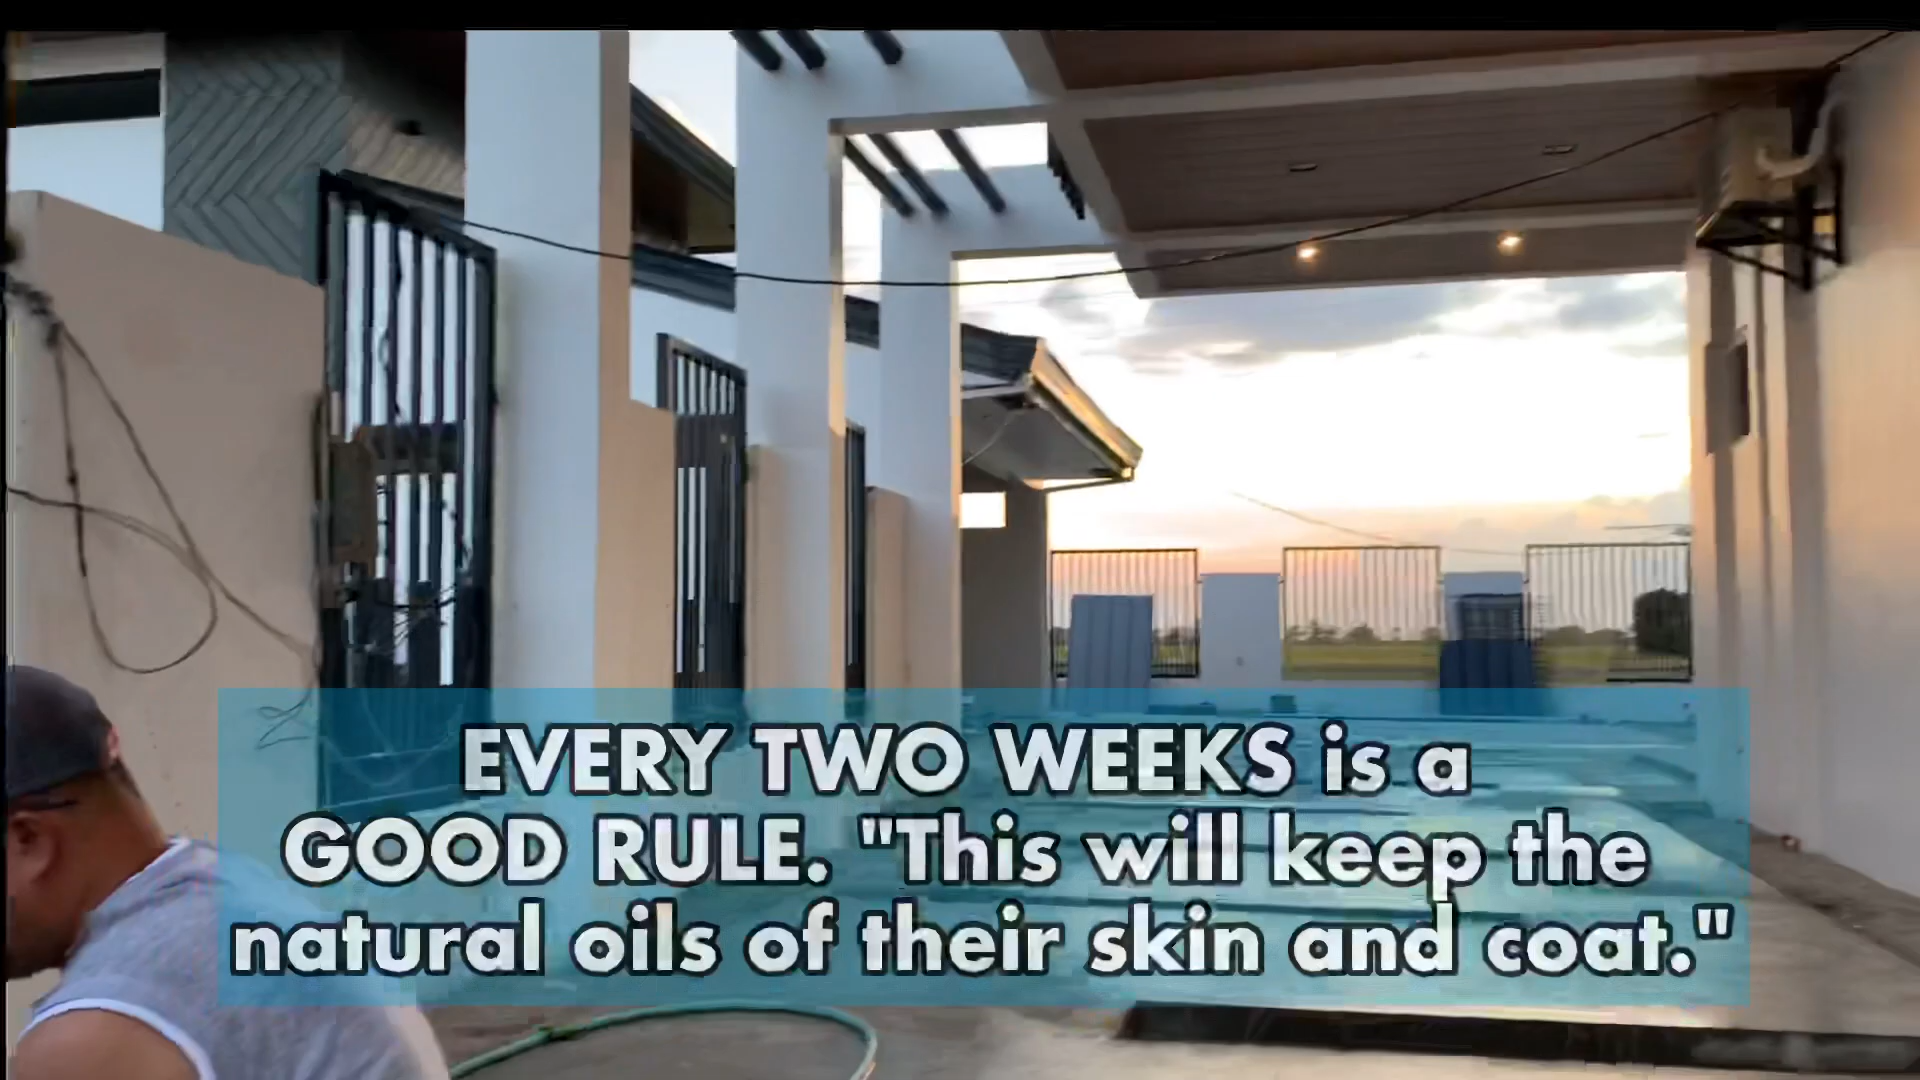 EVERY TWO WEEKS is a
GOOD RULE. "This will keep the
natural oils of their skin and coat."